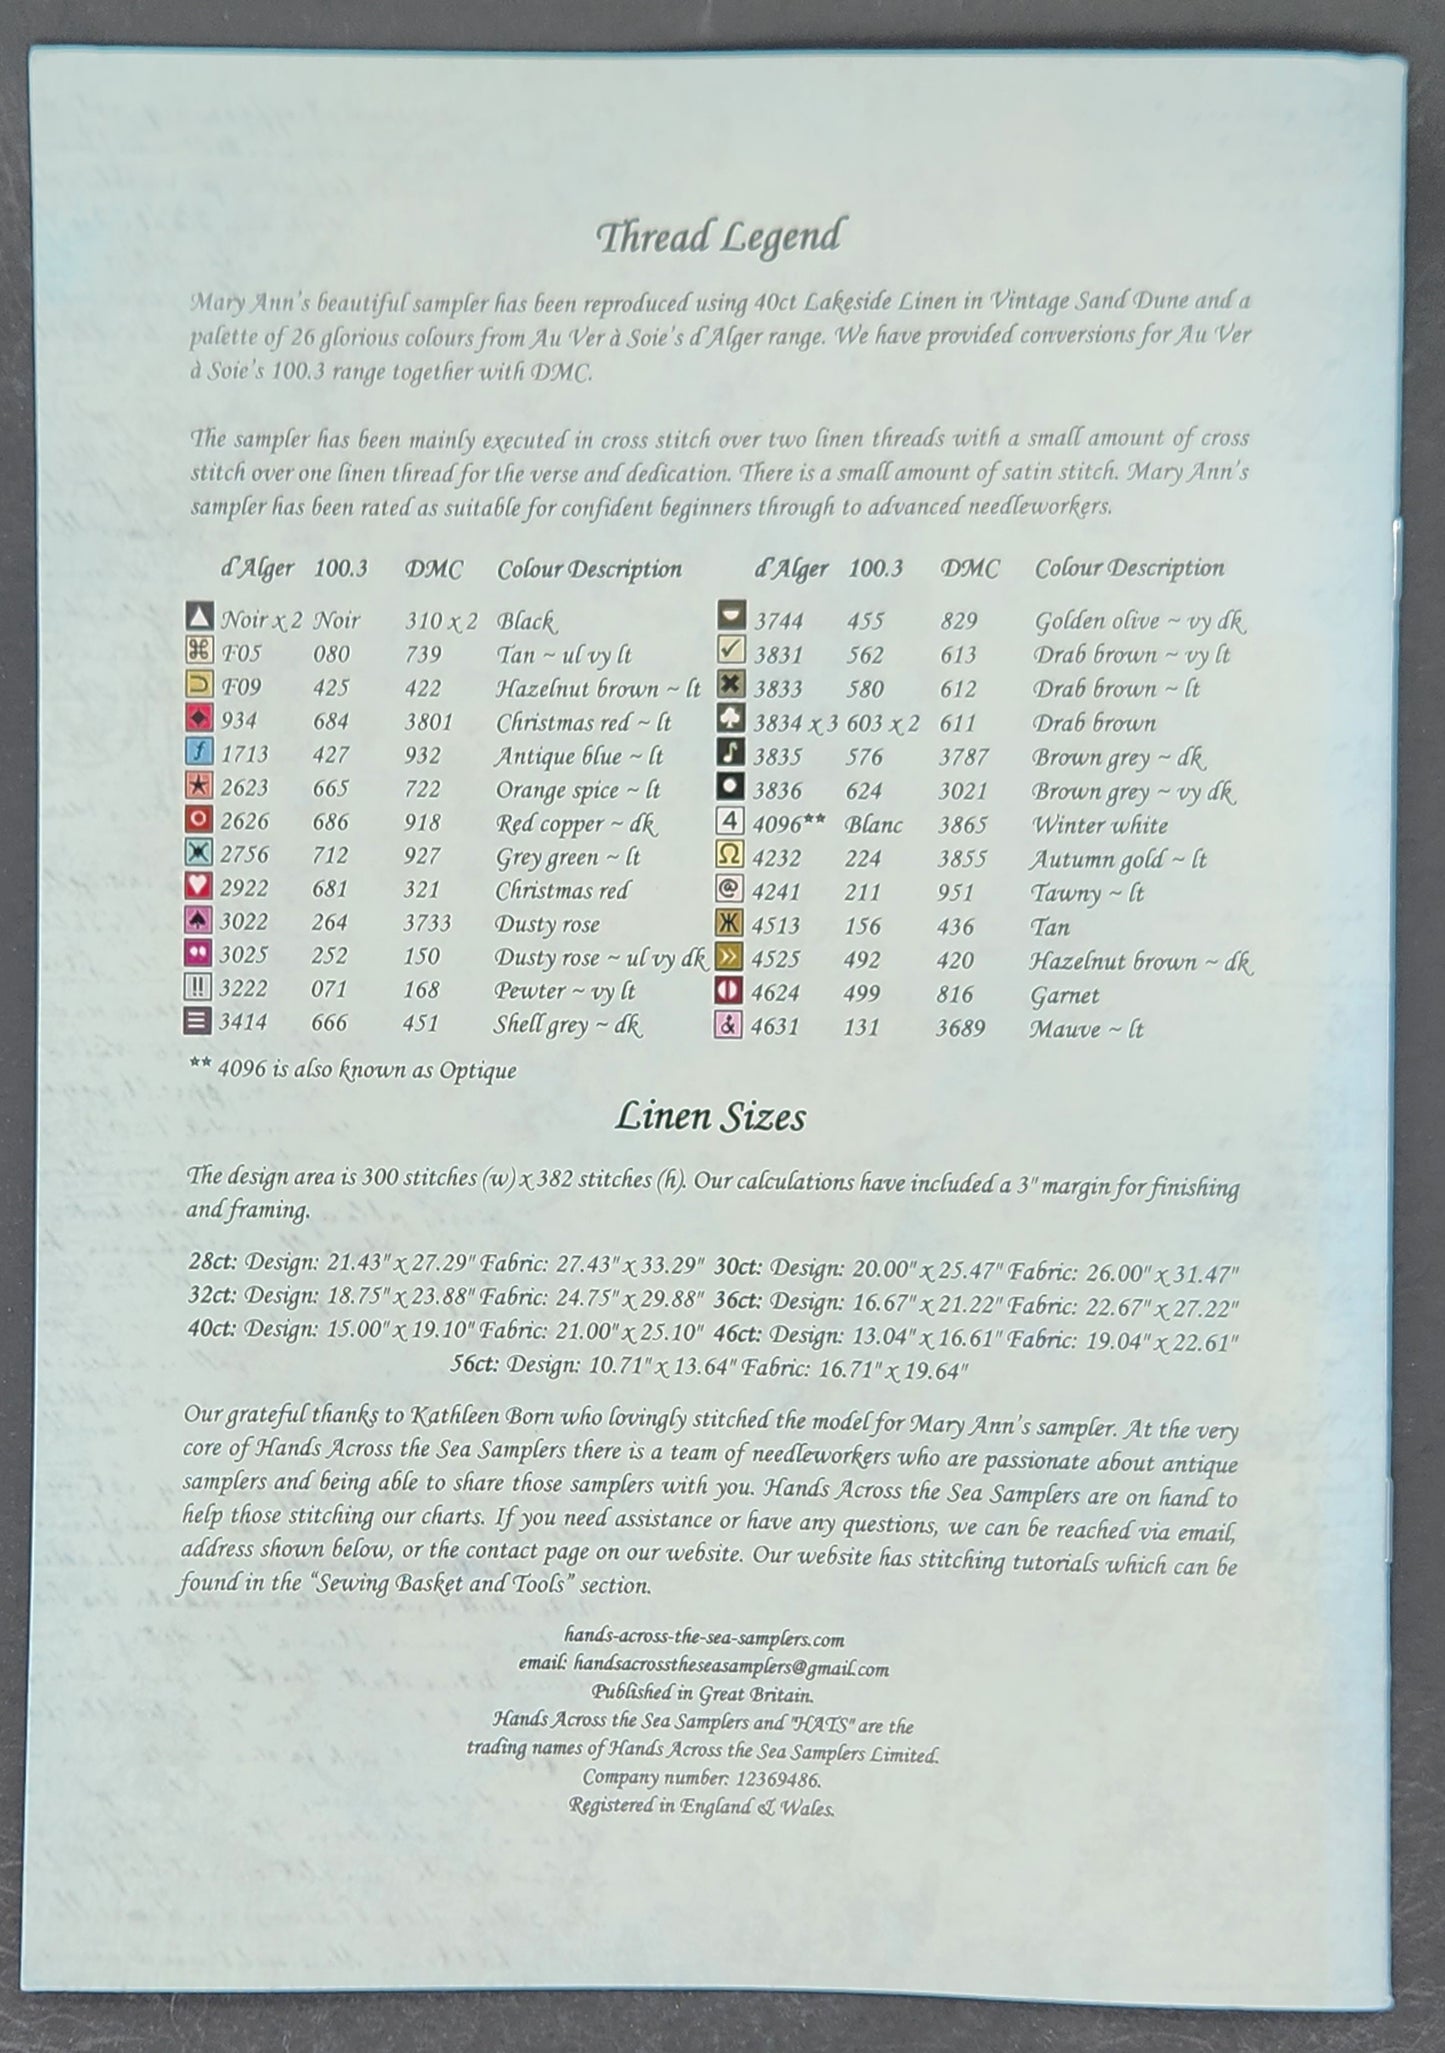 Thread Legend
Mary Ann's beautiful sampler has been reproduced using 40ct Lakeside Linen in Vintage Sand Dune and a
palette of 26 glorious colours from Au Ver à Soie's d'Alger range. We have provided conversions for Au Ver
à Soie's 100.3 range together with DMC.
The sampler has been mainly executed in cross stitch over two linen threads with a small amount of cross
stitch over one linen thread for the verse and dedication. There is a small amount of satin stitch. Mary Ann's
sampler has been rated as suitable for confident beginners through to advanced needleworkers.
d'Alger 100.3 DMC Colour Description d'Alger 100.3 DMC Colour Description
Noir x 2 Noir 310 x 2 Black 3744 455 829 Golden olive ~ vy dk
F05 080 739 Tan ~ ul vy lt 3831 562 613 Drab brown ~ vy lt
F09 425 422 Hazelnut brown ~ lt 3833 580 612 Drab brown ~ lt
934 684 3801 Christmas red ~ lt 3834 x 3 603 x 2 611 Drab brown
1713 427 932 Antique blue ~ lt 3835 576 3787 Brown grey ~ dk
2623 665 722 Orange spice ~ lt 3836 624 3021 Brown grey ~ vy dk
2626 686 918 Red copper ~ dk 4 4096** Blanc 3865 Winter white
2756 712 927 Grey green ~ lt Ω 4232 224 3855 Autumn gold ~ lt
2922 681 321 Christmas red @ 4241 211 951 Tawny ~ lt
3022 264 3733 Dusty rose Ж 4513 156 436 Tan
3025 252 150 Dusty rose ~ ul vy dk » 4525 492 420 Hazelnut brown ~ dk
!! 3222 071 168 Pewter ~ vy lt 4624 499 816 Garnet
3414 666 451 Shell grey ~ dk 4631 131 3689 Mauve ~ lt
** 4096 is also known as Optique
Linen Sizes
The design area is 300 stitches (w) x 382 stitches (h). Our calculations have included a 3" margin for finishing
and framing.
28ct: Design: 21.43" x 27.29" Fabric: 27.43" x 33.29" 30ct: Design: 20.00" x 25.47" Fabric: 26.00" x 31.47"
32ct: Design: 18.75" x 23.88" Fabric: 24.75" x 29.88" 36ct: Design: 16.67" x 21.22" Fabric: 22.67" x 27.22"
40ct: Design: 15.00" x 19.10" Fabric: 21.00" x 25.10" 46ct: Design: 13.04" x 16.61" Fabric: 19.04" x 22.61"
56ct: Design: 10.71" x 13.64" Fabric: 16.71" x 19.64"
Our grateful thanks to Kathleen Born who lovingly stitched the model for Mary Ann's sampler. At the very
core of Hands Across the Sea Samplers there is a team of needleworkers who are passionate about antique
samplers and being able to share those samplers with you. Hands Across the Sea Samplers are on hand to
help those stitching our charts. If you need assistance or have any questions, we can be reached via email,
address shown below, or the contact page on our website. Our website has stitching tutorials which can be
found in the “Sewing Basket and Tools” section.
hands-across-the-sea-samplers.com
email: handsacrosstheseasamplers@gmail.com
Published in Great Britain.
Hands Across the Sea Samplers and "HATS" are the
trading names of Hands Across the Sea Samplers Limited.
Company number: 12369486.
Registered in England & Wales.